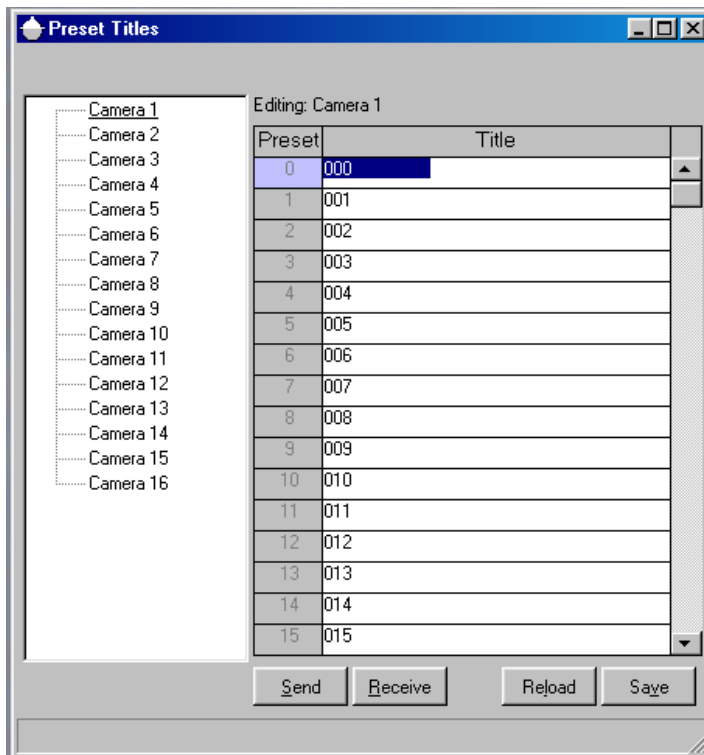 Preset Titles
Camera 1
Camera 2
Camera 3
Camera 4
Camera 5
Camera 6
Camera 7
Camera 8
Camera 9
Camera 10
Camera 11
Camera 12
Camera 13
Camera 14
Camera 15
Camera 16
Editing: Camera 1
Preset Title
0 000
1 001
2 002
3 003
4 004
5 005
6 006
7 007
8 008
9 009
10 010
11 011
12 012
13 013
14 014
15 015
Send Receive Reload Save